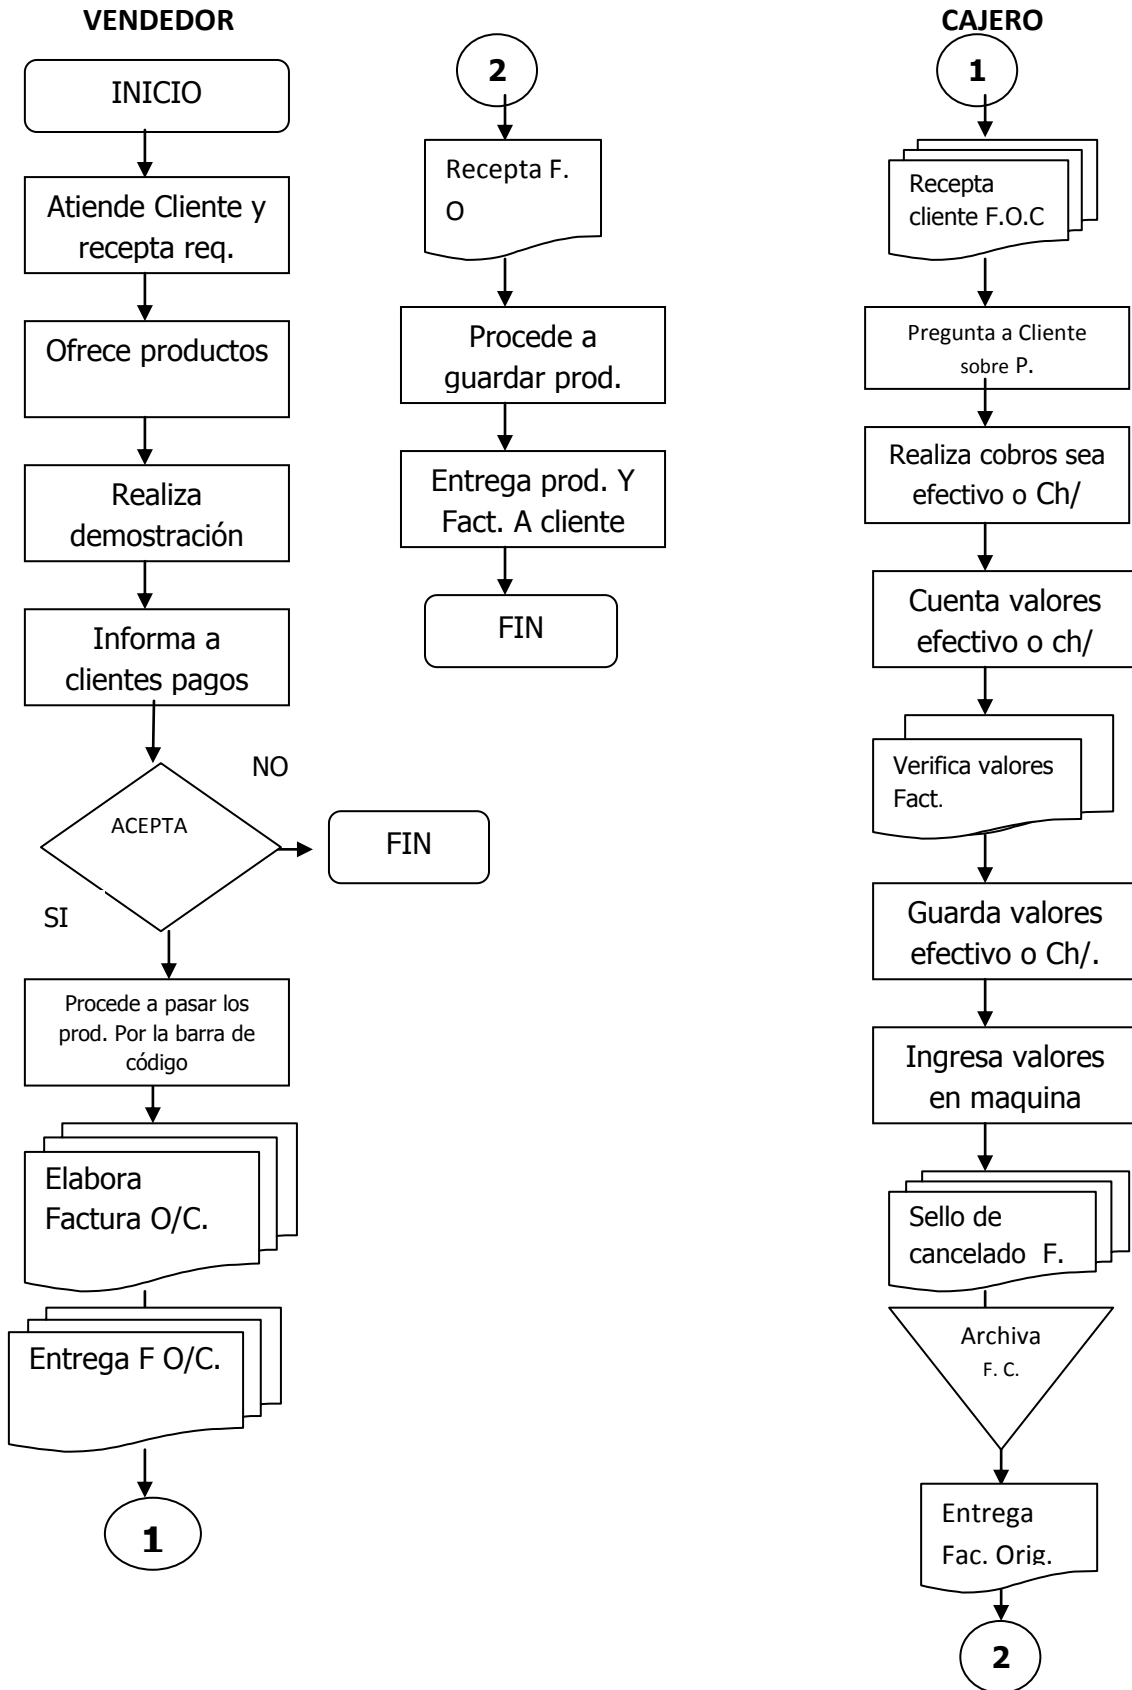 VENDEDOR
INICIO
Atiende Cliente y
recepta req.
Ofrece productos
Realiza
demostración
Informa a
clientes pagos
NO
ACEPTA
FIN
SI
Procede a pasar los
prod. Por la barra de
código
Elabora
Factura O/C.
Entrega F O/C.
1
2
Recepta F.
O
Procede a
guardar prod.
Entrega prod. Y
Fact. A cliente
FIN
CAJERO
1
Recepta
cliente F.O.C
Pregunta a Cliente
sobre P.
Realiza cobros sea
efectivo o Ch/
Cuenta valores
efectivo o ch/
Verifica valores
Fact.
Guarda valores
efectivo o Ch/.
Ingresa valores
en maquina
Sello de
cancelado F.
Archiva
F. C.
Entrega
Fac. Orig.
2